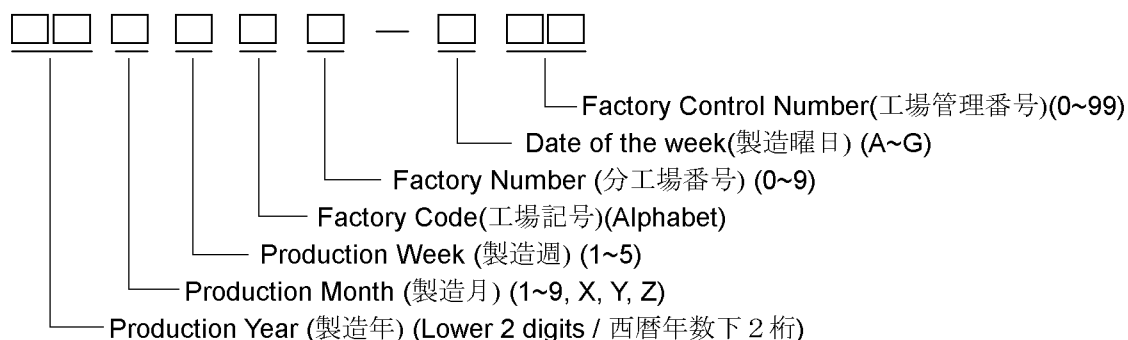 Factory Control Number(工場管理番号)(0~99)
Date of the week(製造曜日) (A~G)
Factory Number (分工場番号) (0~9)
Factory Code(工場記号)(Alphabet)
Production Week (製造週) (1~5)
Production Month (製造月) (1~9, X, Y, Z)
Production Year (製造年) (Lower 2 digits / 西暦年数下２桁)